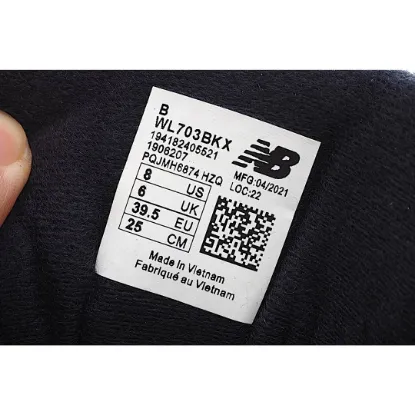 B
WL703BKX
194182405521
1906207
PQJMH6874 HZQ
NB
MFG:04/2021
LOC:22
8 US
6 UK
39.5 EU
25 CM
Made in Vietnam
Fabriqué au Vietnam